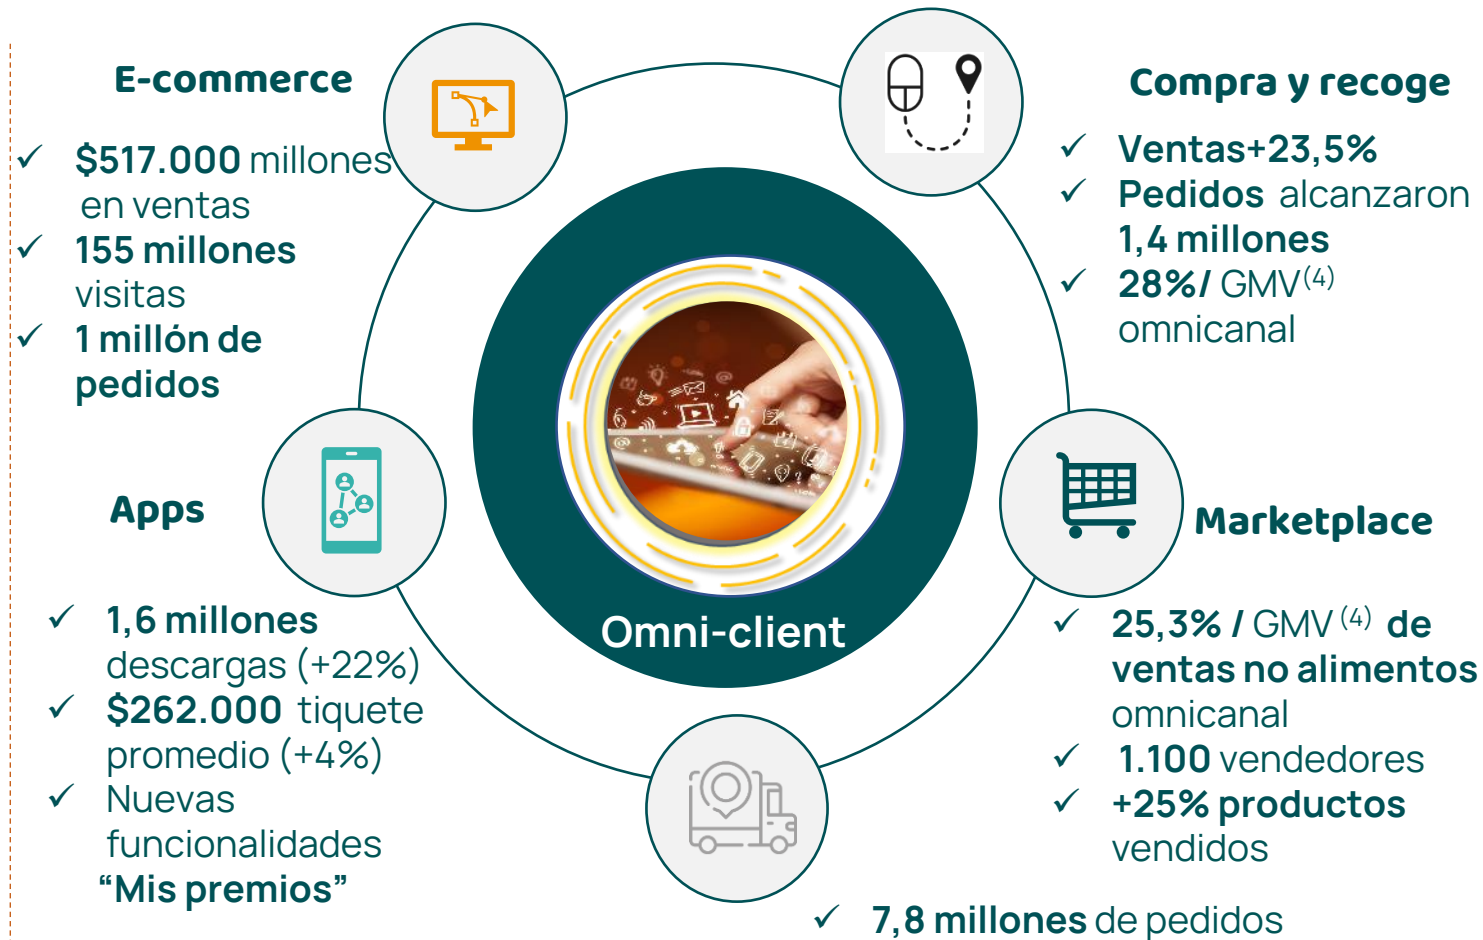 E-commerce
✓ $517.000 millones
en ventas
✓ 155 millones
visitas
✓ 1 millón de
pedidos
Compra y recoge
✓ Ventas+23,5%
✓ Pedidos alcanzaron
1,4 millones
✓ 28%/ GMV(4)
omnicanal
Apps
✓ 1,6 millones
descargas (+22%)
✓ $262.000 tiquete
promedio (+4%)
✓ Nuevas
funcionalidades
“Mis premios”
Omni-client
Marketplace
✓ 25,3% / GMV (4) de
ventas no alimentos
omnicanal
✓ 1.100 vendedores
✓ +25% productos
vendidos
✓ 7,8 millones de pedidos